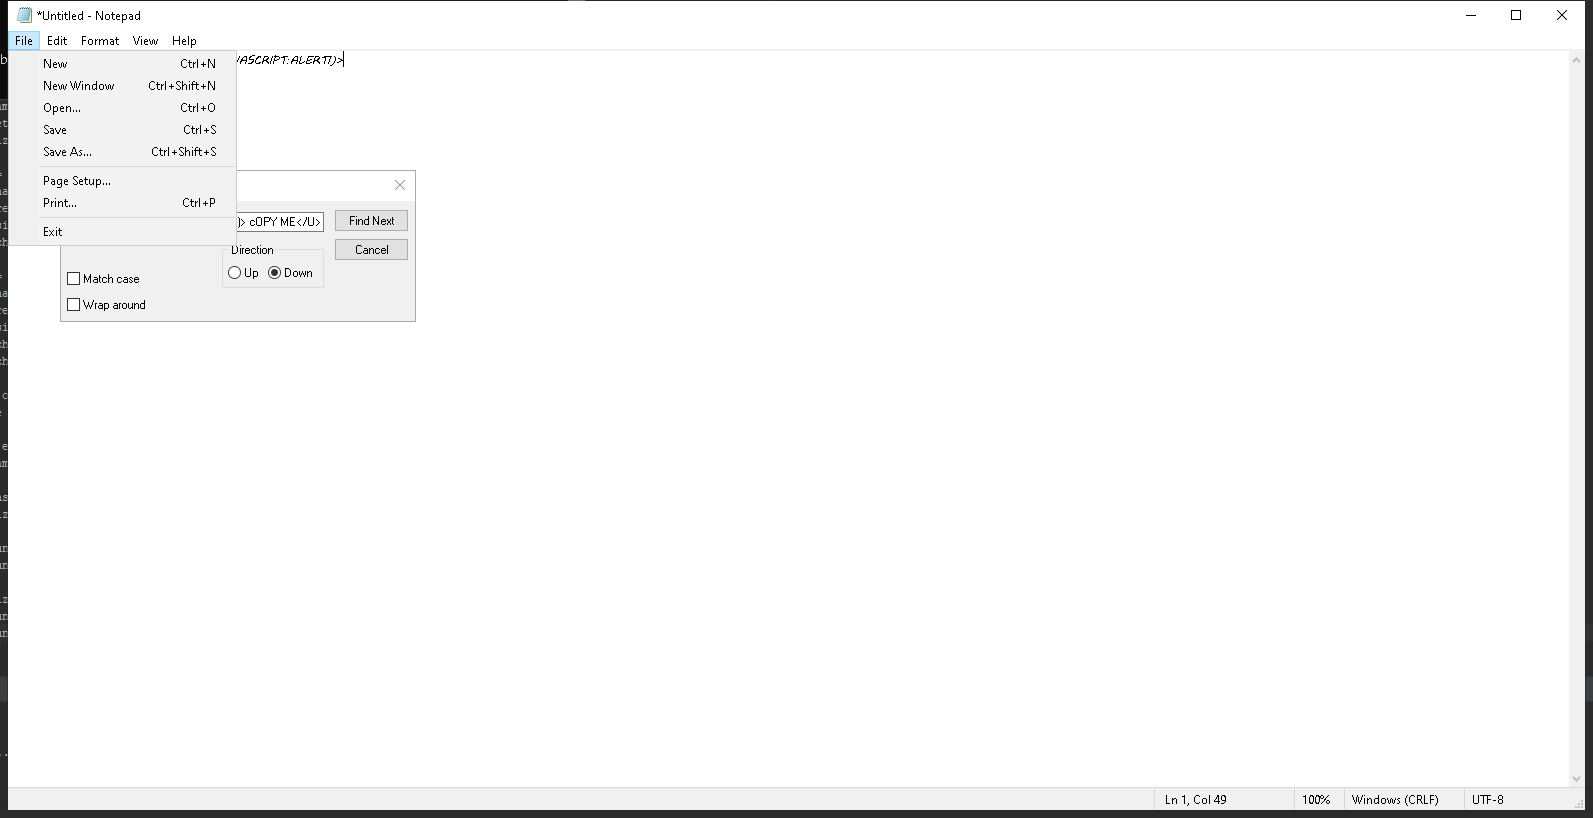 *Untitled - Notepad
File Edit Format View Help
VASCRIPT:ALERT()>
New Ctrl+N
New Window Ctrl+Shift+N
Open... Ctrl+O
Save Ctrl+S
Save As... Ctrl+Shift+S
Page Setup...
Print... Ctrl+P
Exit
)> cOPY ME</U>
Find Next
Cancel
Direction
Up Down
Match case
Wrap around
Ln 1, Col 49 100% Windows (CRLF) UTF-8